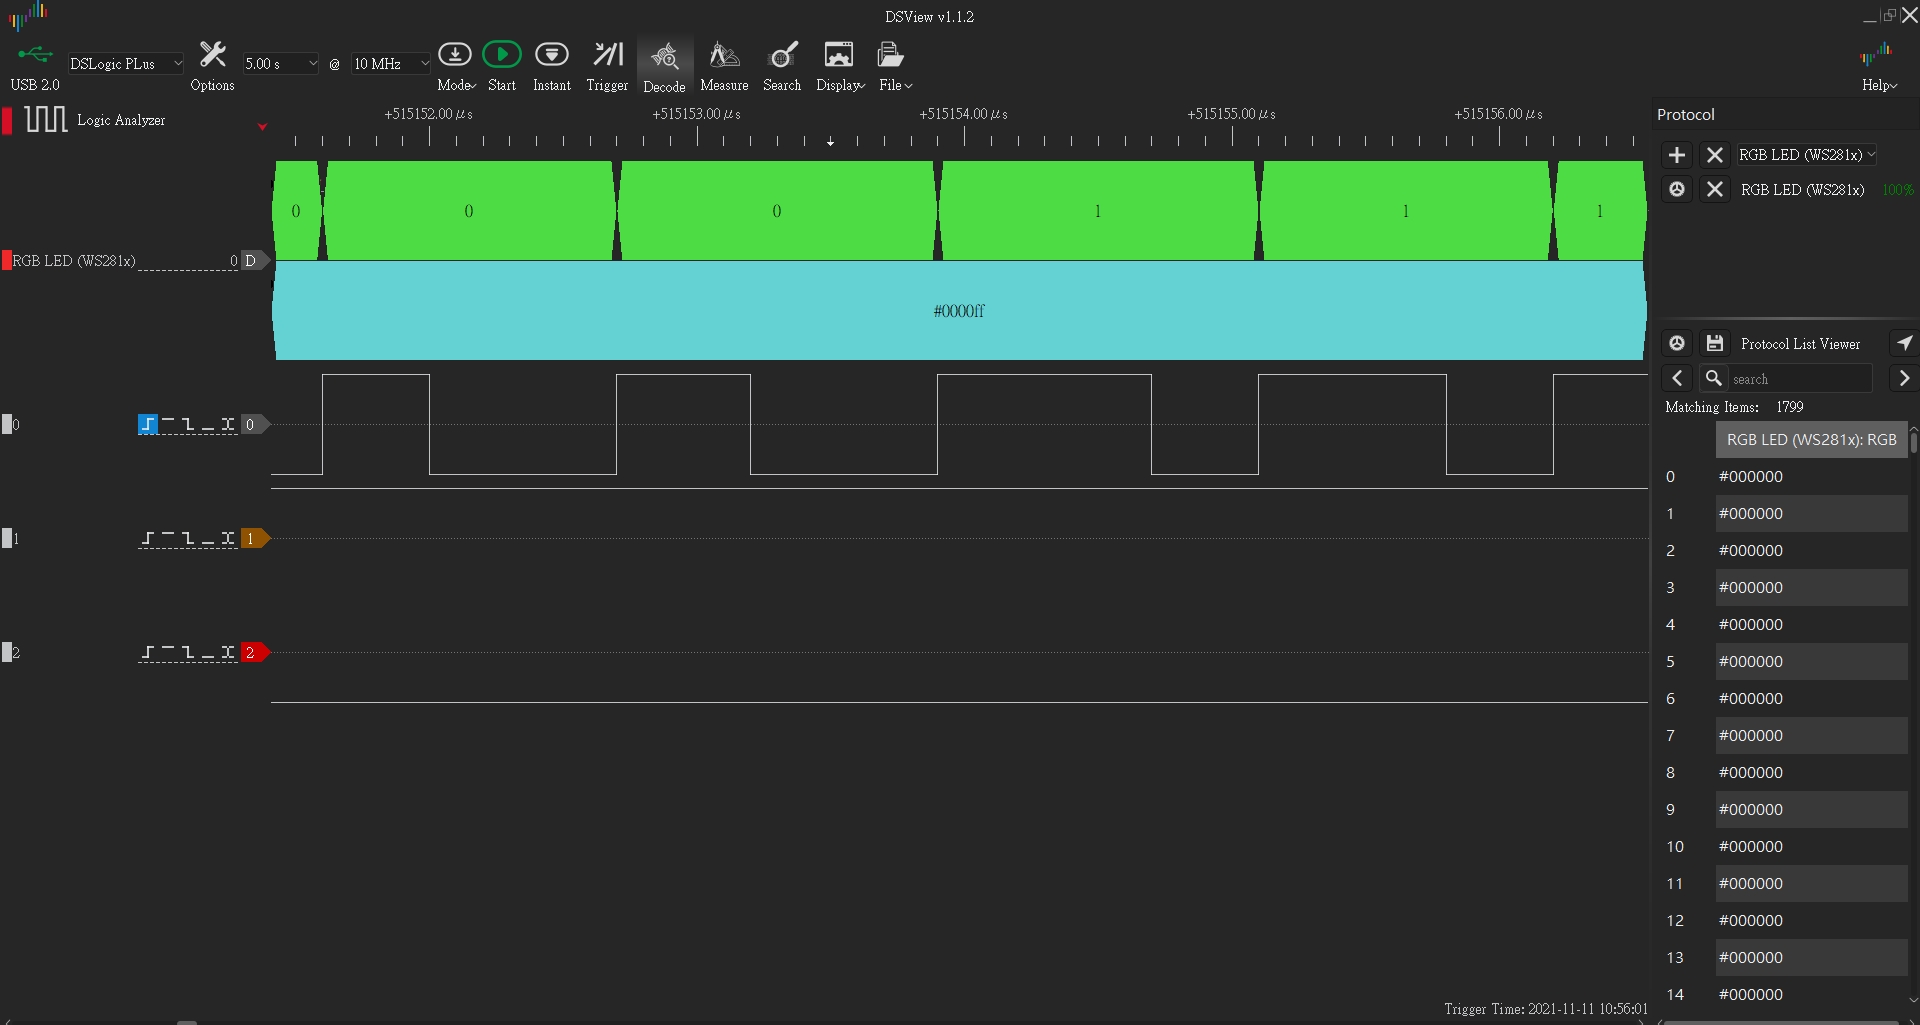 DSView v1.1.2
USB 2.0
DSLogic PLus
Options
5.00 s
@
10 MHz
Mode
Start
Instant
Trigger
Decode
Measure
Search
Display
File
Help
Logic Analyzer
+515152.00 μs
+515153.00 μs
+515154.00 μs
+515155.00 μs
+515156.00 μs
Protocol
RGB LED (WS281x)
RGB LED (WS281x)
100%
0
0
0
1
1
1
RGB LED (WS281x)
0
D
#0000ff
0
0
1
1
2
2
Protocol List Viewer
search
Matching Items: 1799
RGB LED (WS281x): RGB
0 #000000
1 #000000
2 #000000
3 #000000
4 #000000
5 #000000
6 #000000
7 #000000
8 #000000
9 #000000
10 #000000
11 #000000
12 #000000
13 #000000
14 #000000
Trigger Time: 2021-11-11 10:56:01